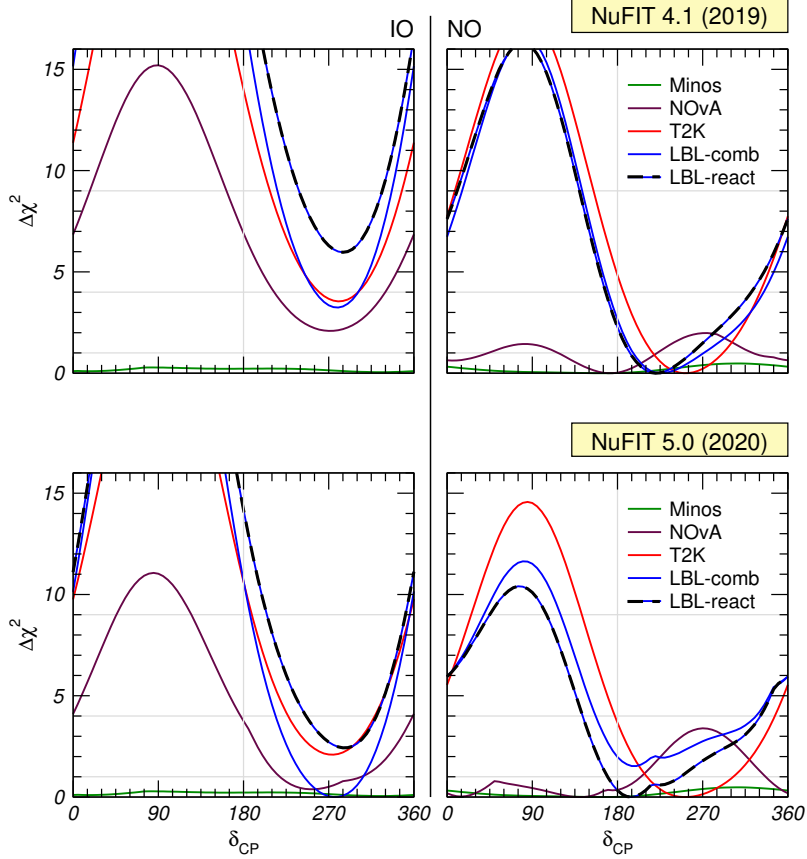 NuFIT 4.1 (2019)
IO
NO
15
10
5
0
Δχ²
Minos
NOvA
T2K
LBL-comb
LBL-react
NuFIT 5.0 (2020)
15
10
5
0
Δχ²
Minos
NOvA
T2K
LBL-comb
LBL-react
0 90 180 270 360
0 90 180 270 360
δCP
δCP